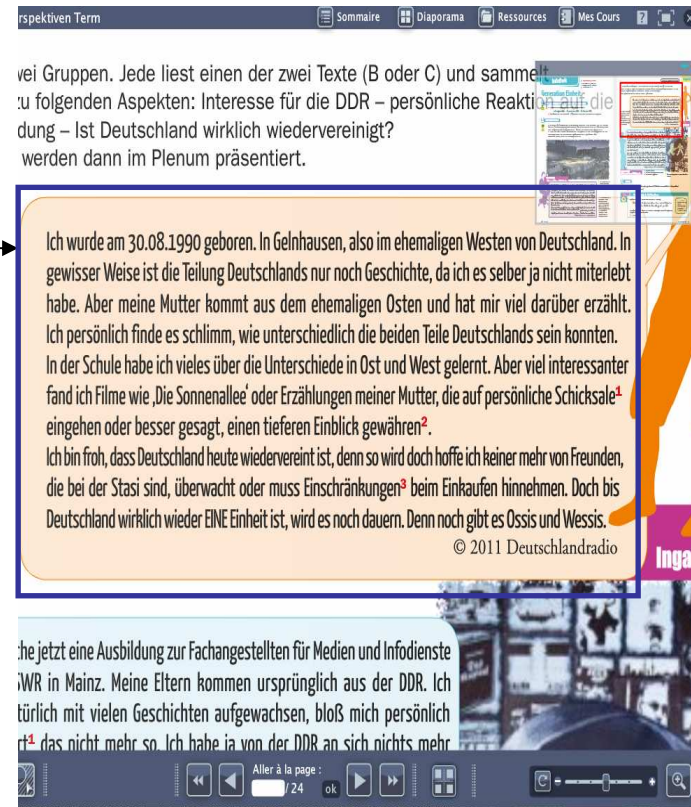 rspektiven Term
Sommaire
Diaporama
Ressources
Mes Cours
?
vei Gruppen. Jede liest einen der zwei Texte (B oder C) und sammelt
zu folgenden Aspekten: Interesse für die DDR – persönliche Reaktion auf die
dung – Ist Deutschland wirklich wiedervereinigt?
werden dann im Plenum präsentiert.
Ich wurde am 30.08.1990 geboren. In Gelnhausen, also im ehemaligen Westen von Deutschland. In
gewisser Weise ist die Teilung Deutschlands nur noch Geschichte, da ich es selber ja nicht miterlebt
habe. Aber meine Mutter kommt aus dem ehemaligen Osten und hat mir viel darüber erzählt.
Ich persönlich finde es schlimm, wie unterschiedlich die beiden Teile Deutschlands sein konnten.
In der Schule habe ich vieles über die Unterschiede in Ost und West gelernt. Aber viel interessanter
fand ich Filme wie ‚Die Sonnenallee‘ oder Erzählungen meiner Mutter, die auf persönliche Schicksale¹
eingehen oder besser gesagt, einen tieferen Einblick gewähren².
Ich bin froh, dass Deutschland heute wiedervereint ist, denn so wird doch hoffe ich keiner mehr von Freunden,
die bei der Stasi sind, überwacht oder muss Einschränkungen³ beim Einkaufen hinnehmen. Doch bis
Deutschland wirklich wieder EINE Einheit ist, wird es noch dauern. Denn noch gibt es Ossis und Wessis.
© 2011 Deutschlandradio
Inga
che jetzt eine Ausbildung zur Fachangestellten für Medien und Infodienste
SWR in Mainz. Meine Eltern kommen ursprünglich aus der DDR. Ich
türlich mit vielen Geschichten aufgewachsen, bloß mich persönlich
rt¹ das nicht mehr so. Ich habe ja von der DDR an sich nichts mehr
Aller à la page :
/ 24
ok